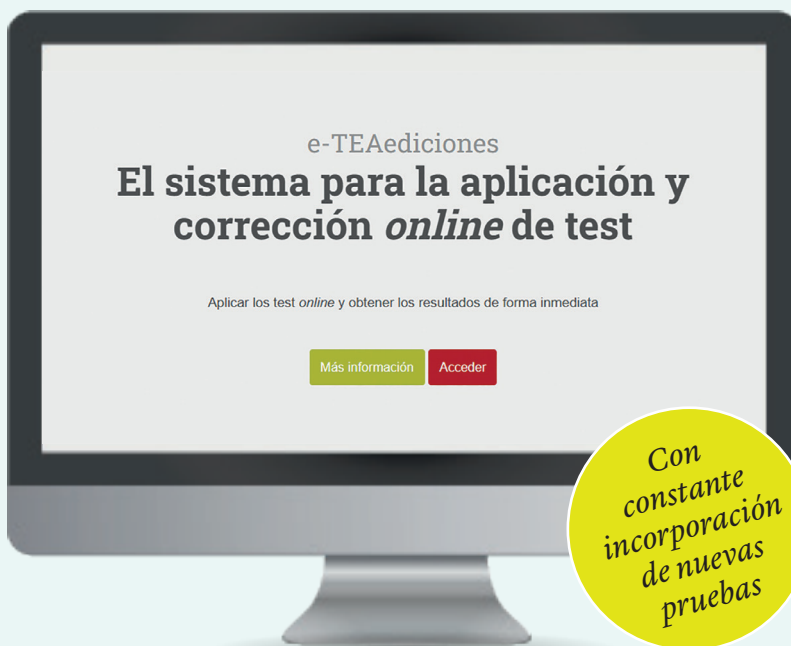 e-TEAediciones
El sistema para la aplicación y
corrección online de test
Aplicar los test online y obtener los resultados de forma inmediata
Más información
Acceder
Con
constante
incorporación
de nuevas
pruebas